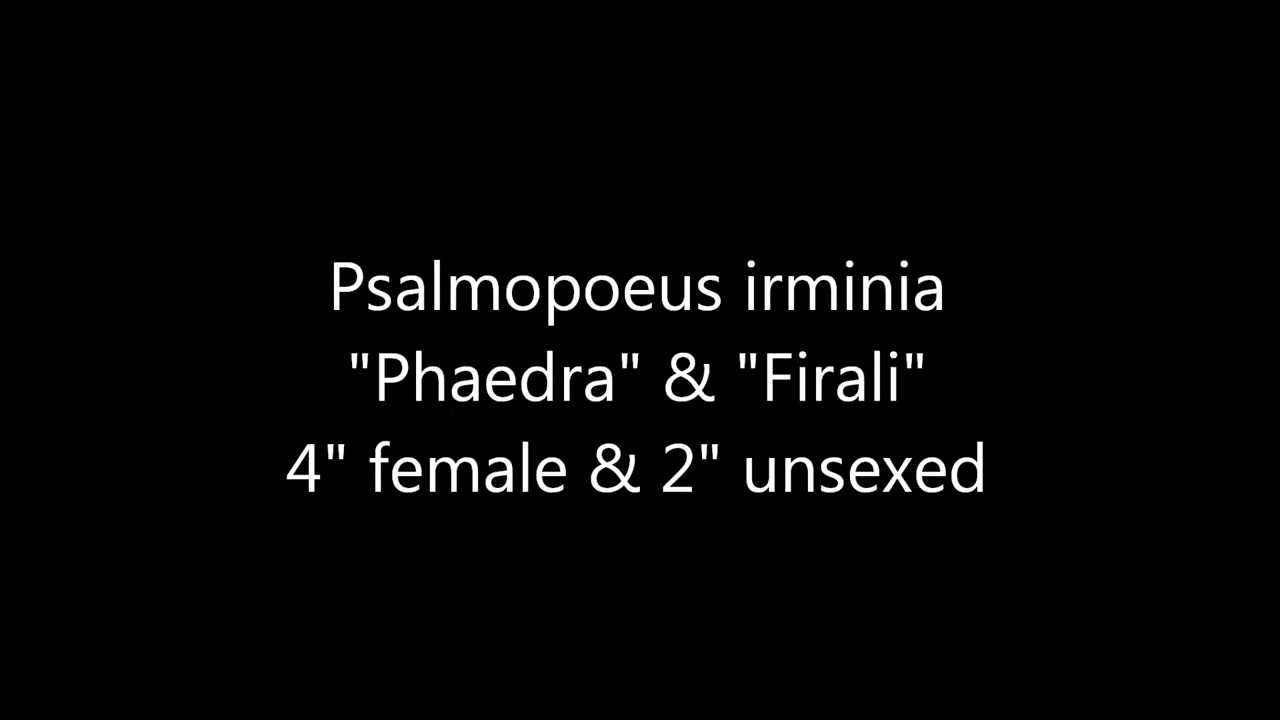 Psalmopoeus irminia
"Phaedra" & "Firali"
4" female & 2" unsexed